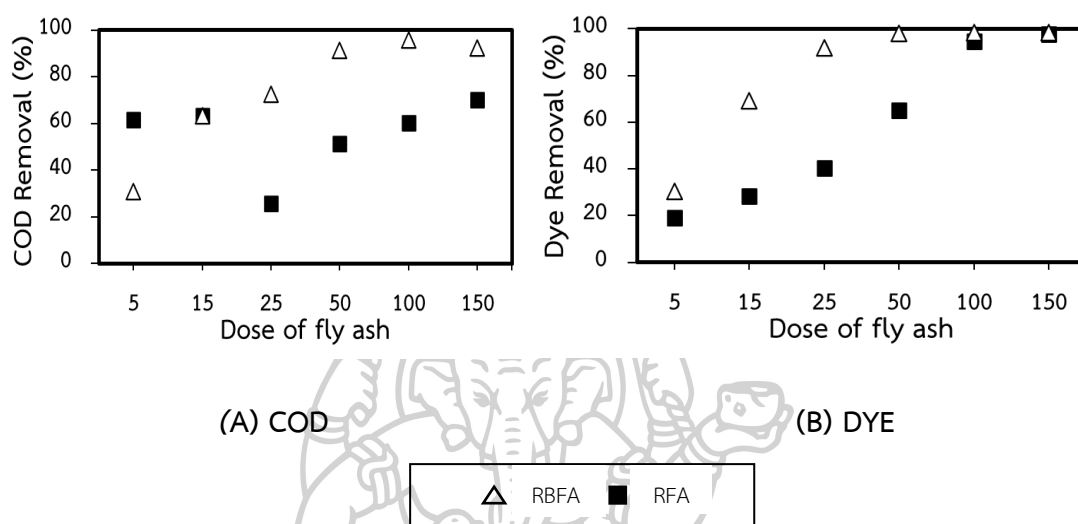 100
80
60
40
20
0
COD Removal (%)
5 15 25 50 100 150
Dose of fly ash
100
80
60
40
20
0
Dye Removal (%)
5 15 25 50 100 150
Dose of fly ash
(A) COD
(B) DYE
RBFA RFA